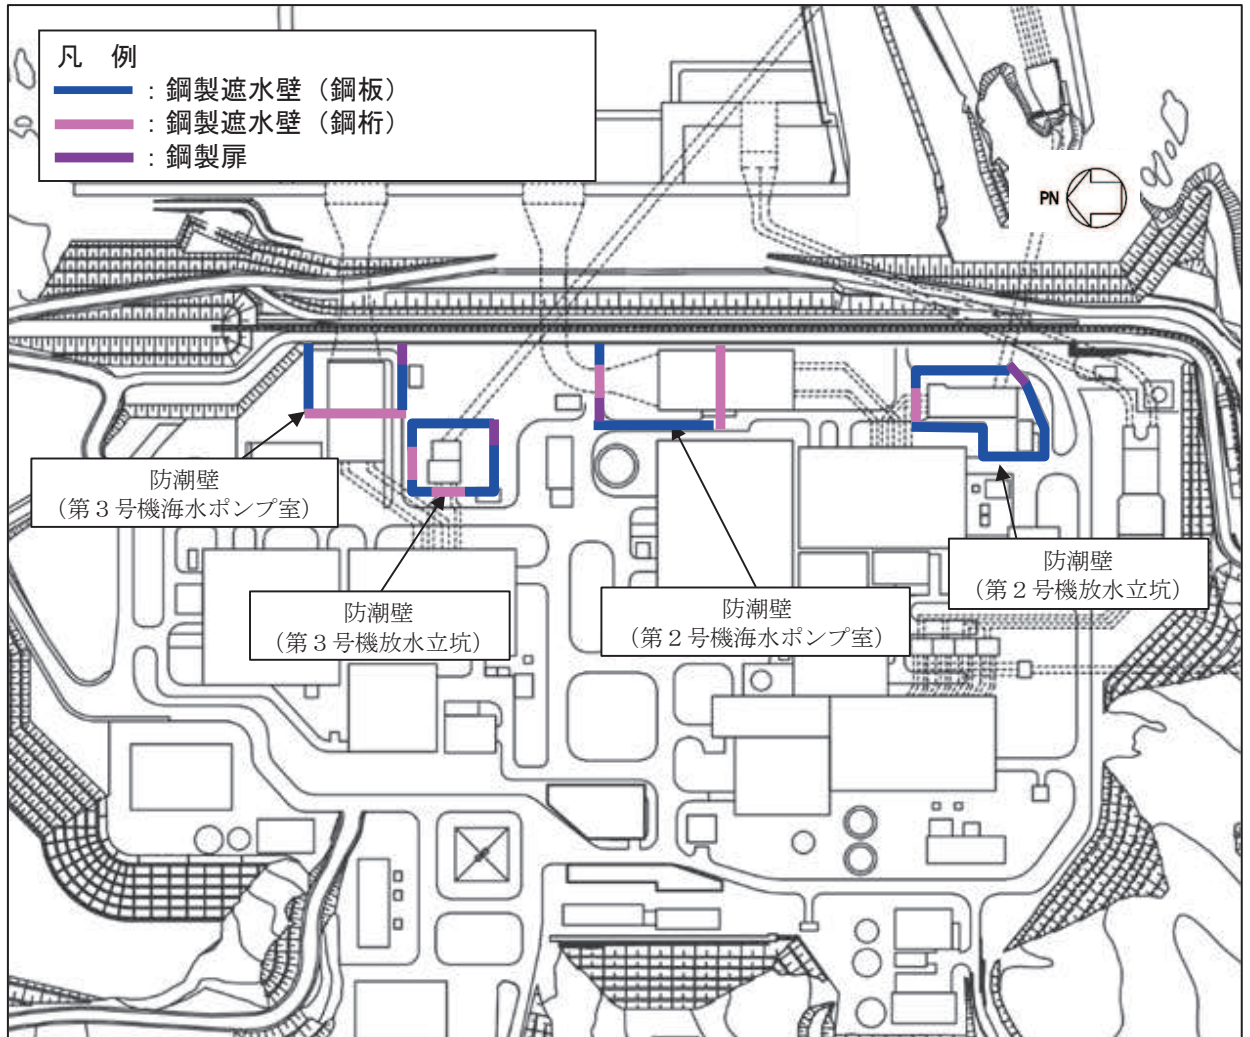 凡　例
：鋼製遮水壁（鋼板）
：鋼製遮水壁（鋼桁）
：鋼製扉
PN
防潮壁
（第３号機海水ポンプ室）
防潮壁
（第３号機放水立坑）
防潮壁
（第２号機海水ポンプ室）
防潮壁
（第２号機放水立坑）